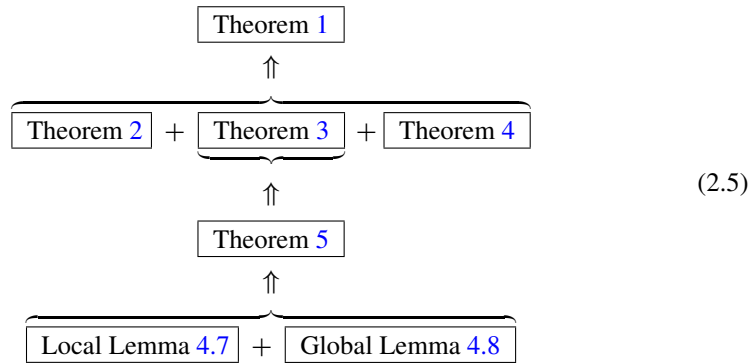 Theorem 1
⇑
Theorem 2 + Theorem 3 + Theorem 4
(2.5)
⇑
Theorem 5
⇑
Local Lemma 4.7 + Global Lemma 4.8